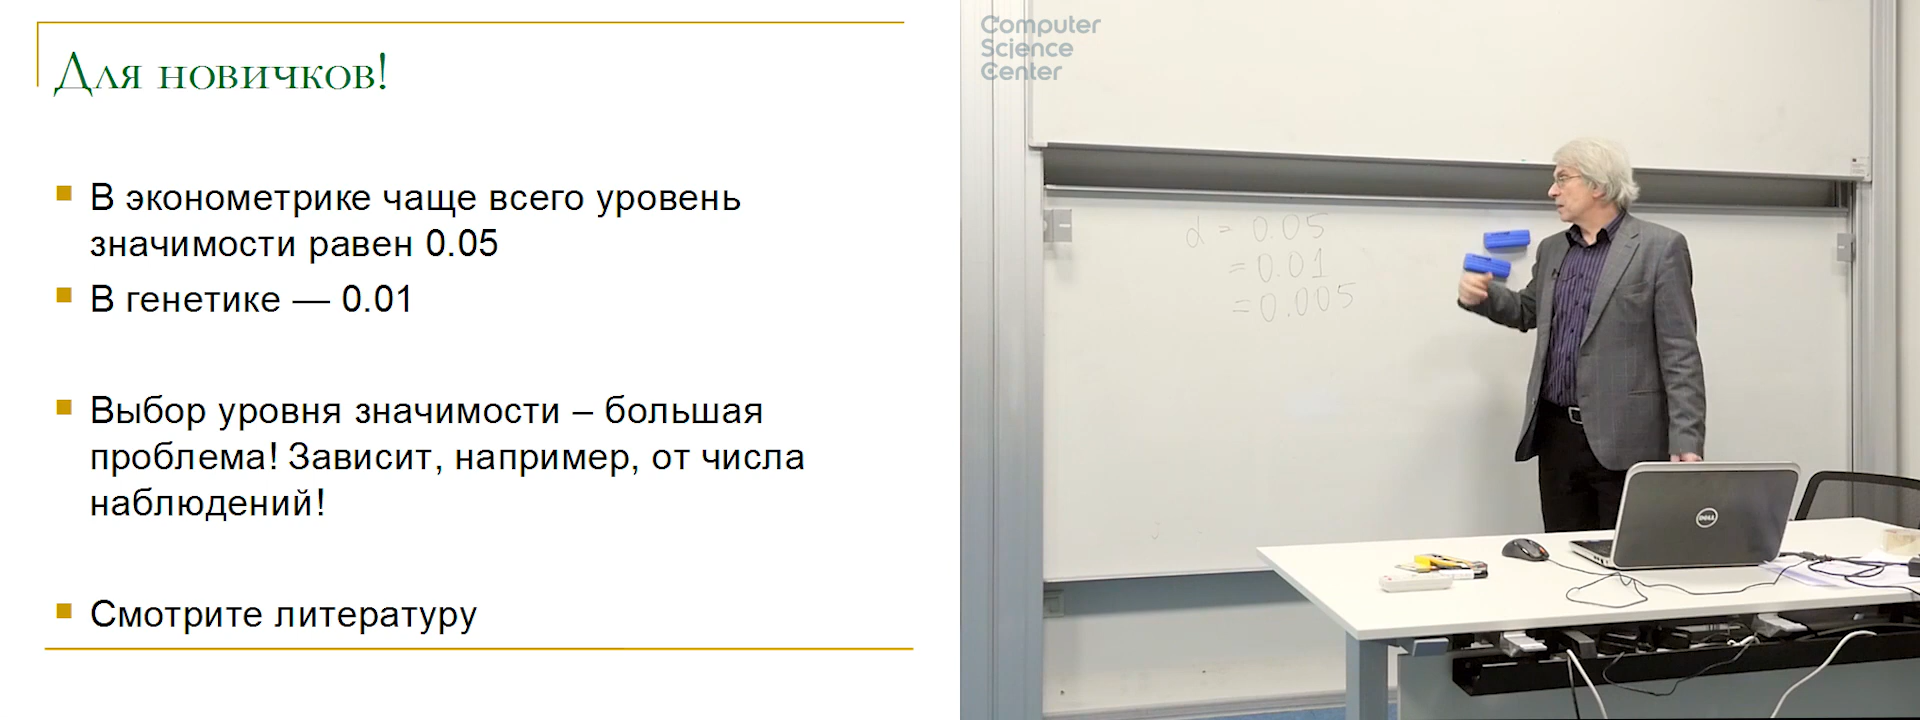 Для новичков!
В эконометрике чаще всего уровень
значимости равен 0.05
В генетике — 0.01
Выбор уровня значимости – большая
проблема! Зависит, например, от числа
наблюдений!
Смотрите литературу
Computer
Science
Center
α = 0.05
= 0.01
= 0.005
DELL